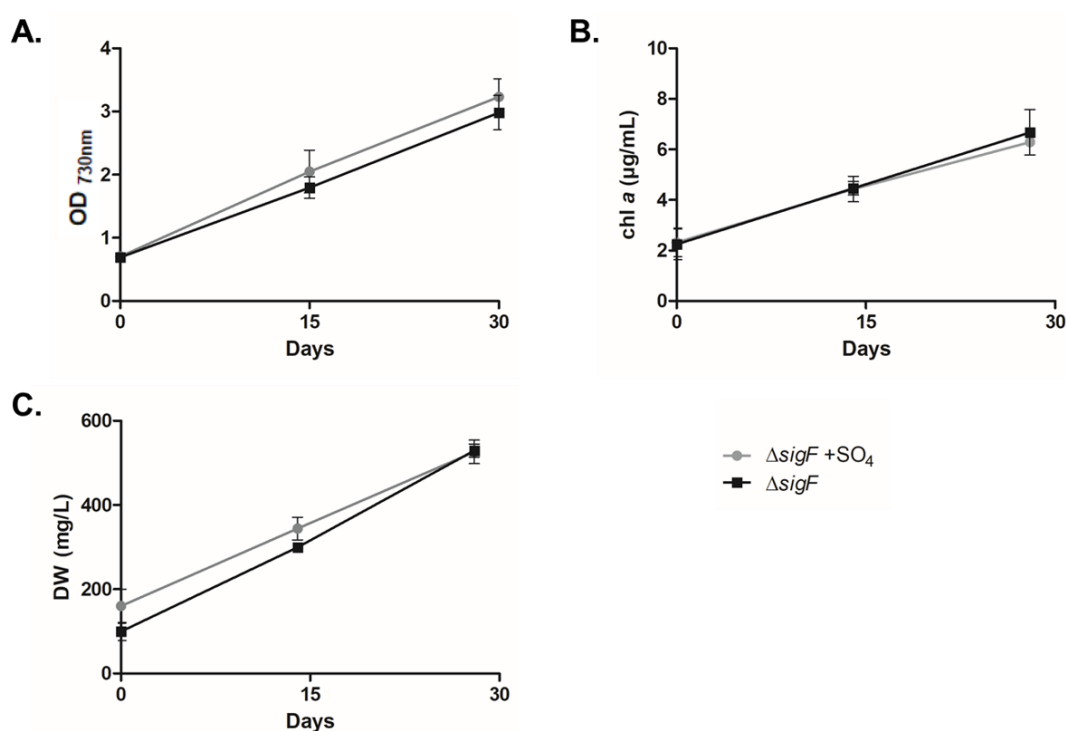 A.
4
3
2
1
0
OD 730nm
0 15 30
Days
B.
10
8
6
4
2
0
chl a (µg/mL)
0 15 30
Days
C.
600
400
200
0
DW (mg/L)
0 15 30
Days
ΔsigF +SO₄
ΔsigF